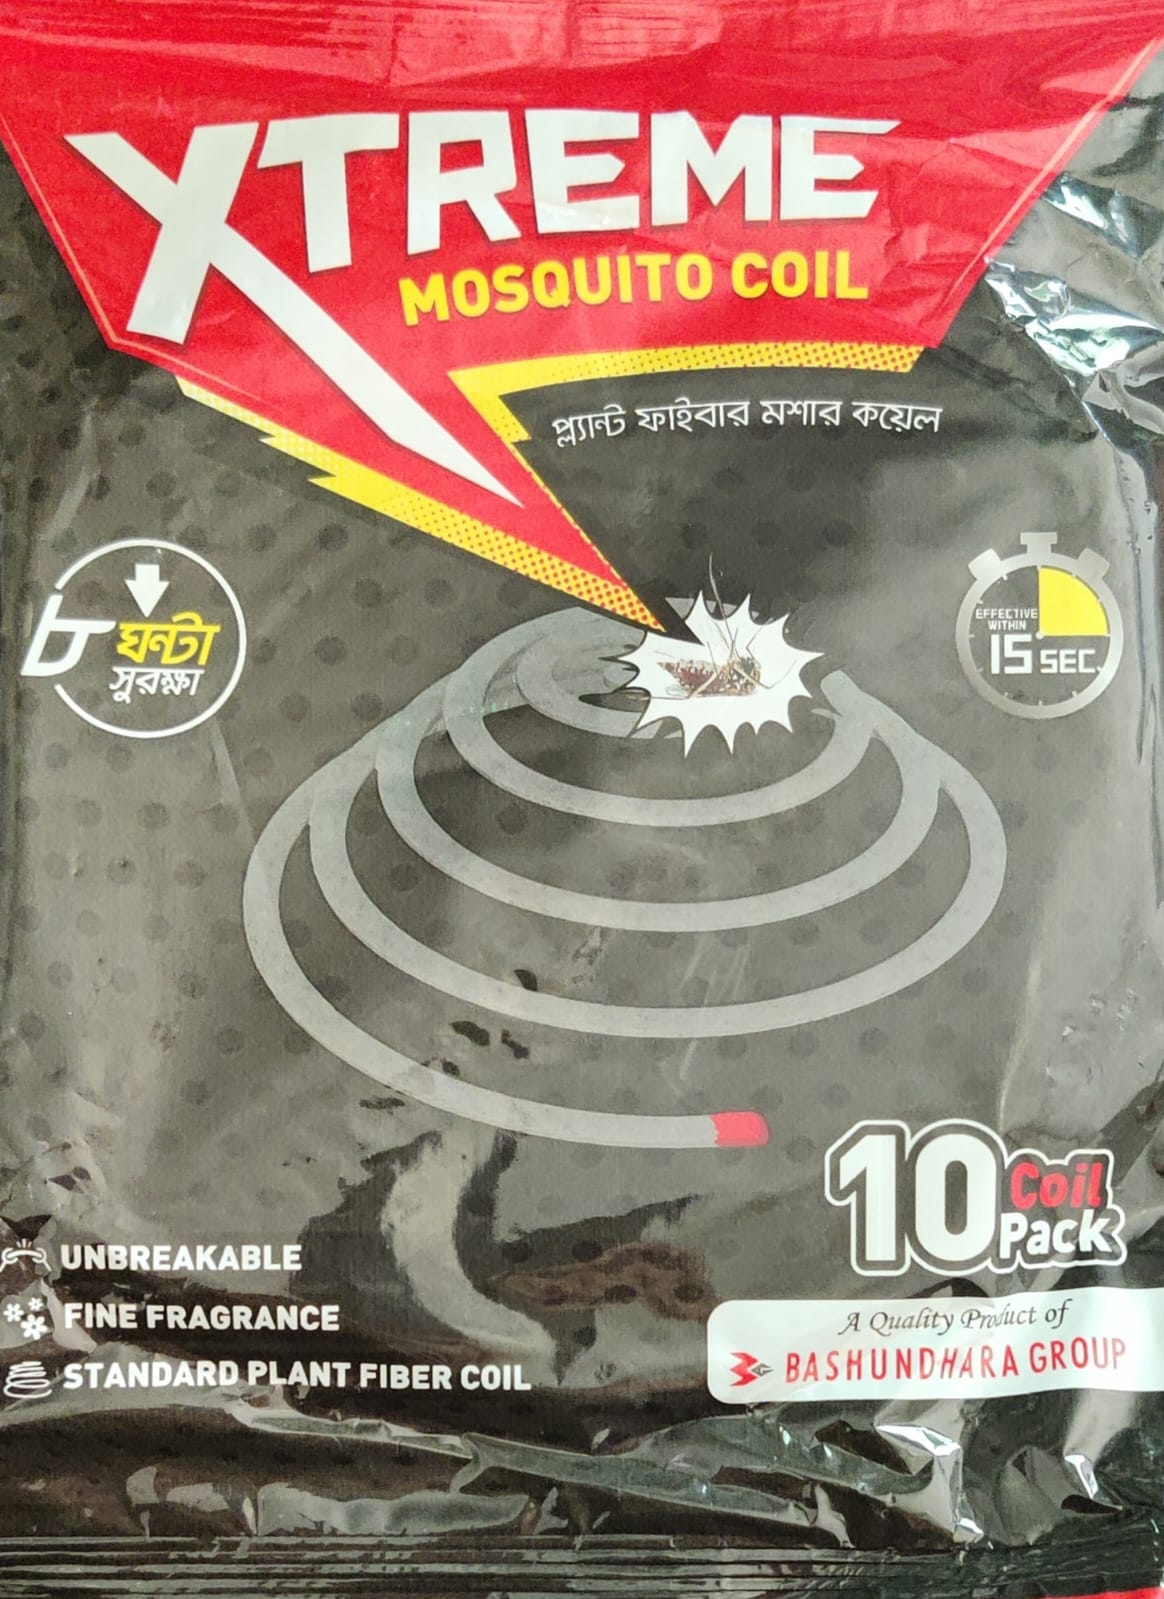 XTREME
MOSQUITO COIL
প্ল্যান্ট ফাইবার মশার কয়েল
৮ ঘন্টা
সুরক্ষা
EFFECTIVE
WITHIN
15 SEC.
10 Coil
Pack
UNBREAKABLE
FINE FRAGRANCE
STANDARD PLANT FIBER COIL
A Quality Product of
BASHUNDHARA GROUP